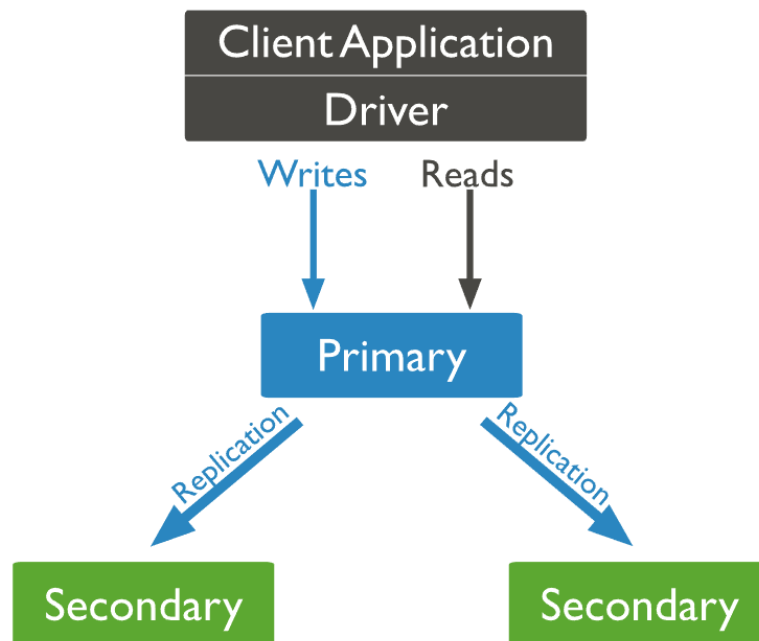 Client Application
Driver
Writes Reads
Primary
Replication Replication
Secondary Secondary